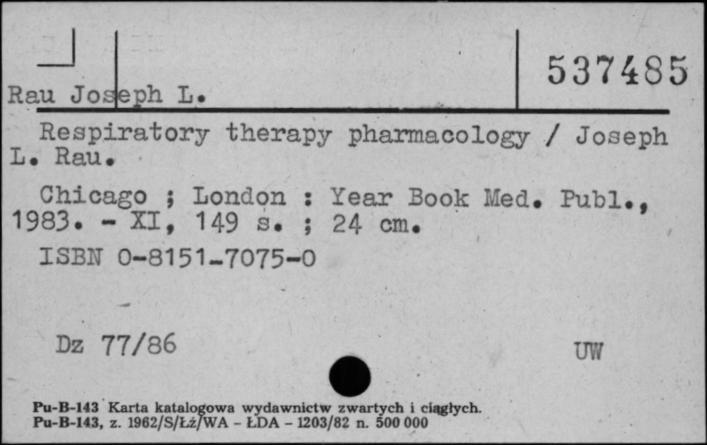 537485
Rau Joseph L.
Respiratory therapy pharmacology / Joseph
L. Rau.
Chicago ; London : Year Book Med. Publ.,
1983. - XI, 149 s. ; 24 cm.
ISBN 0-8151-7075-0
Dz 77/86 UW
Pu-B-143 Karta katalogowa wydawnictw zwartych i ciągłych.
Pu-B-143, z. 1962/S/Łż/WA - ŁDA - 1203/82 n. 500 000